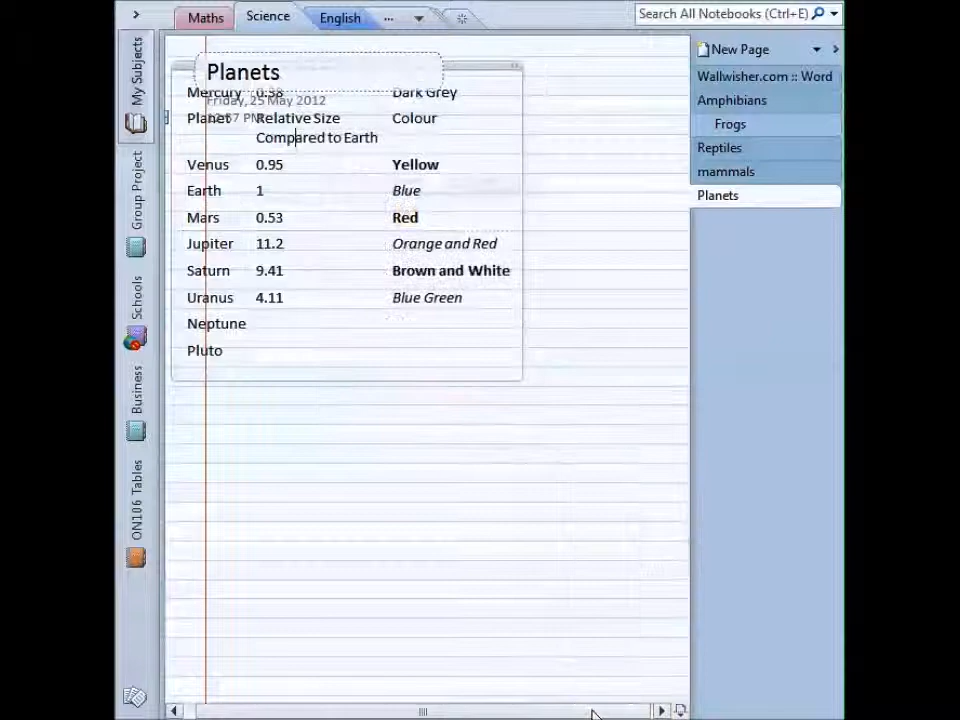 Maths Science English ...
Search All Notebooks (Ctrl+E)
My Subjects
Group Project
Schools
Business
ON106 Tables
Planets
Mercury 0.38 Dark Grey
Friday, 25 May 2012
Planet Relative Size Colour
Compared to Earth
Venus 0.95 Yellow
Earth 1 Blue
Mars 0.53 Red
Jupiter 11.2 Orange and Red
Saturn 9.41 Brown and White
Uranus 4.11 Blue Green
Neptune
Pluto
New Page
Wallwisher.com :: Word
Amphibians
Frogs
Reptiles
mammals
Planets